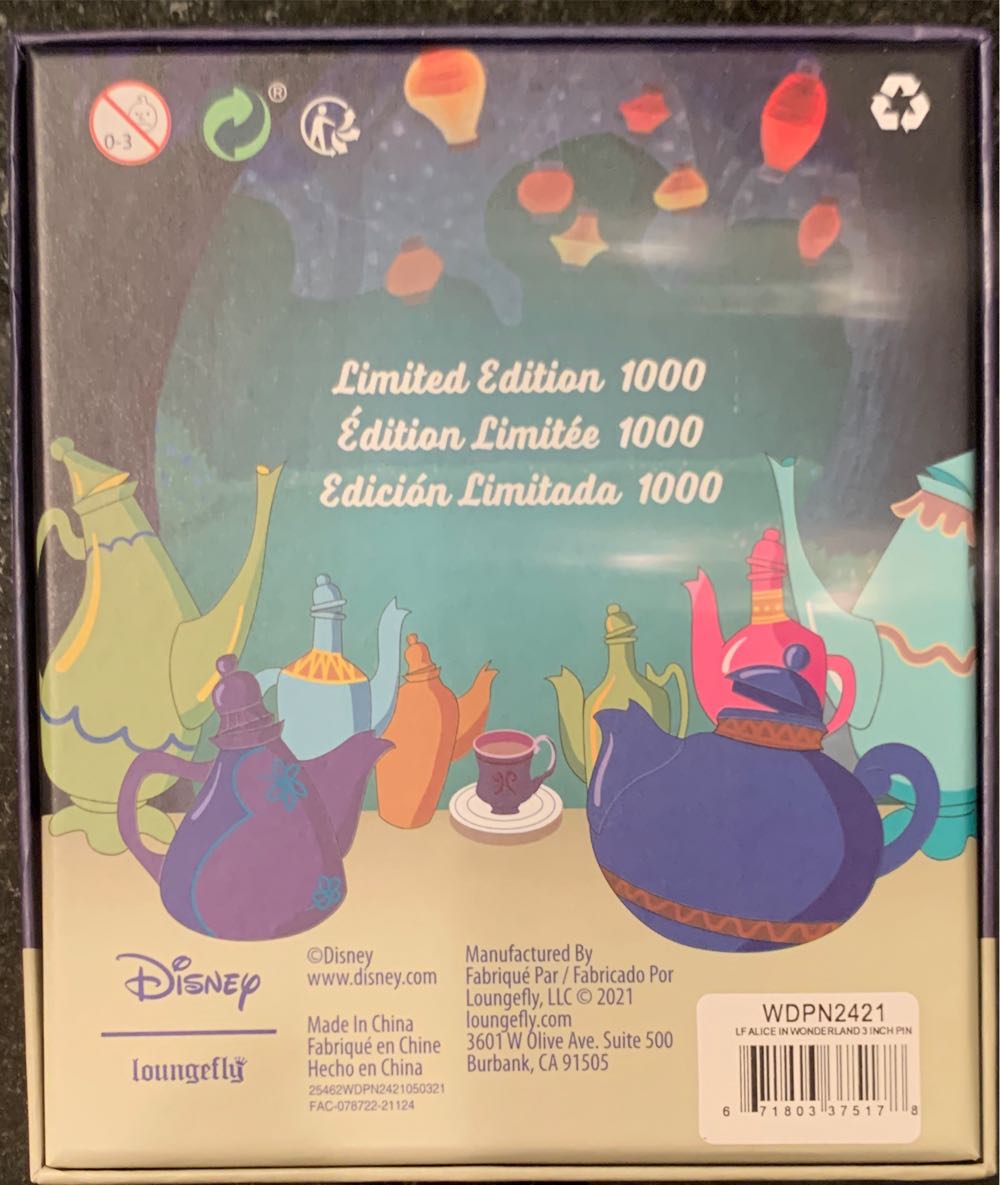 0-3
®
Limited Edition 1000
Édition Limitée 1000
Edición Limitada 1000
Disney
loungefly
©Disney
www.disney.com
Made In China
Fabriqué en Chine
Hecho en China
25462WDPN2421050321
FAC-078722-21124
Manufactured By
Fabriqué Par / Fabricado Por
Loungefly, LLC © 2021
loungefly.com
3601 W Olive Ave. Suite 500
Burbank, CA 91505
WDPN2421
LF ALICE IN WONDERLAND 3 INCH PIN
6 71803 37517 8